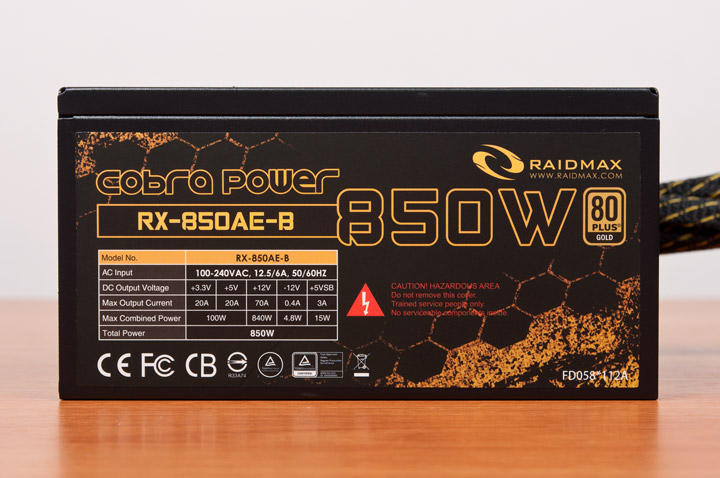 RAIDMAX
WWW.RAIDMAX.COM
cobra power
RX-850AE-B
850W
80
PLUS®
GOLD
Model No. RX-850AE-B
AC Input 100-240VAC, 12.5/6A, 50/60HZ
DC Output Voltage +3.3V +5V +12V -12V +5VSB
Max Output Current 20A 20A 70A 0.4A 3A
Max Combined Power 100W 840W 4.8W 15W
Total Power 850W
CAUTION! HAZARDOUS AREA
Do not remove this cover.
Trained service people only.
No serviceable components inside.
CE FC CB
R33A74
FD058*112A